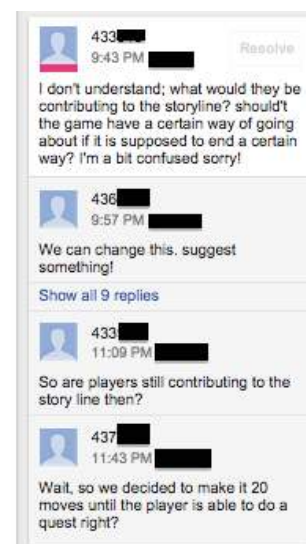 433
9:43 PM
Resolve
I don't understand; what would they be
contributing to the storyline? should't
the game have a certain way of going
about if it is supposed to end a certain
way? I'm a bit confused sorry!
436
9:57 PM
We can change this. suggest
something!
Show all 9 replies
433
11:09 PM
So are players still contributing to the
story line then?
437
11:43 PM
Wait, so we decided to make it 20
moves until the player is able to do a
quest right?